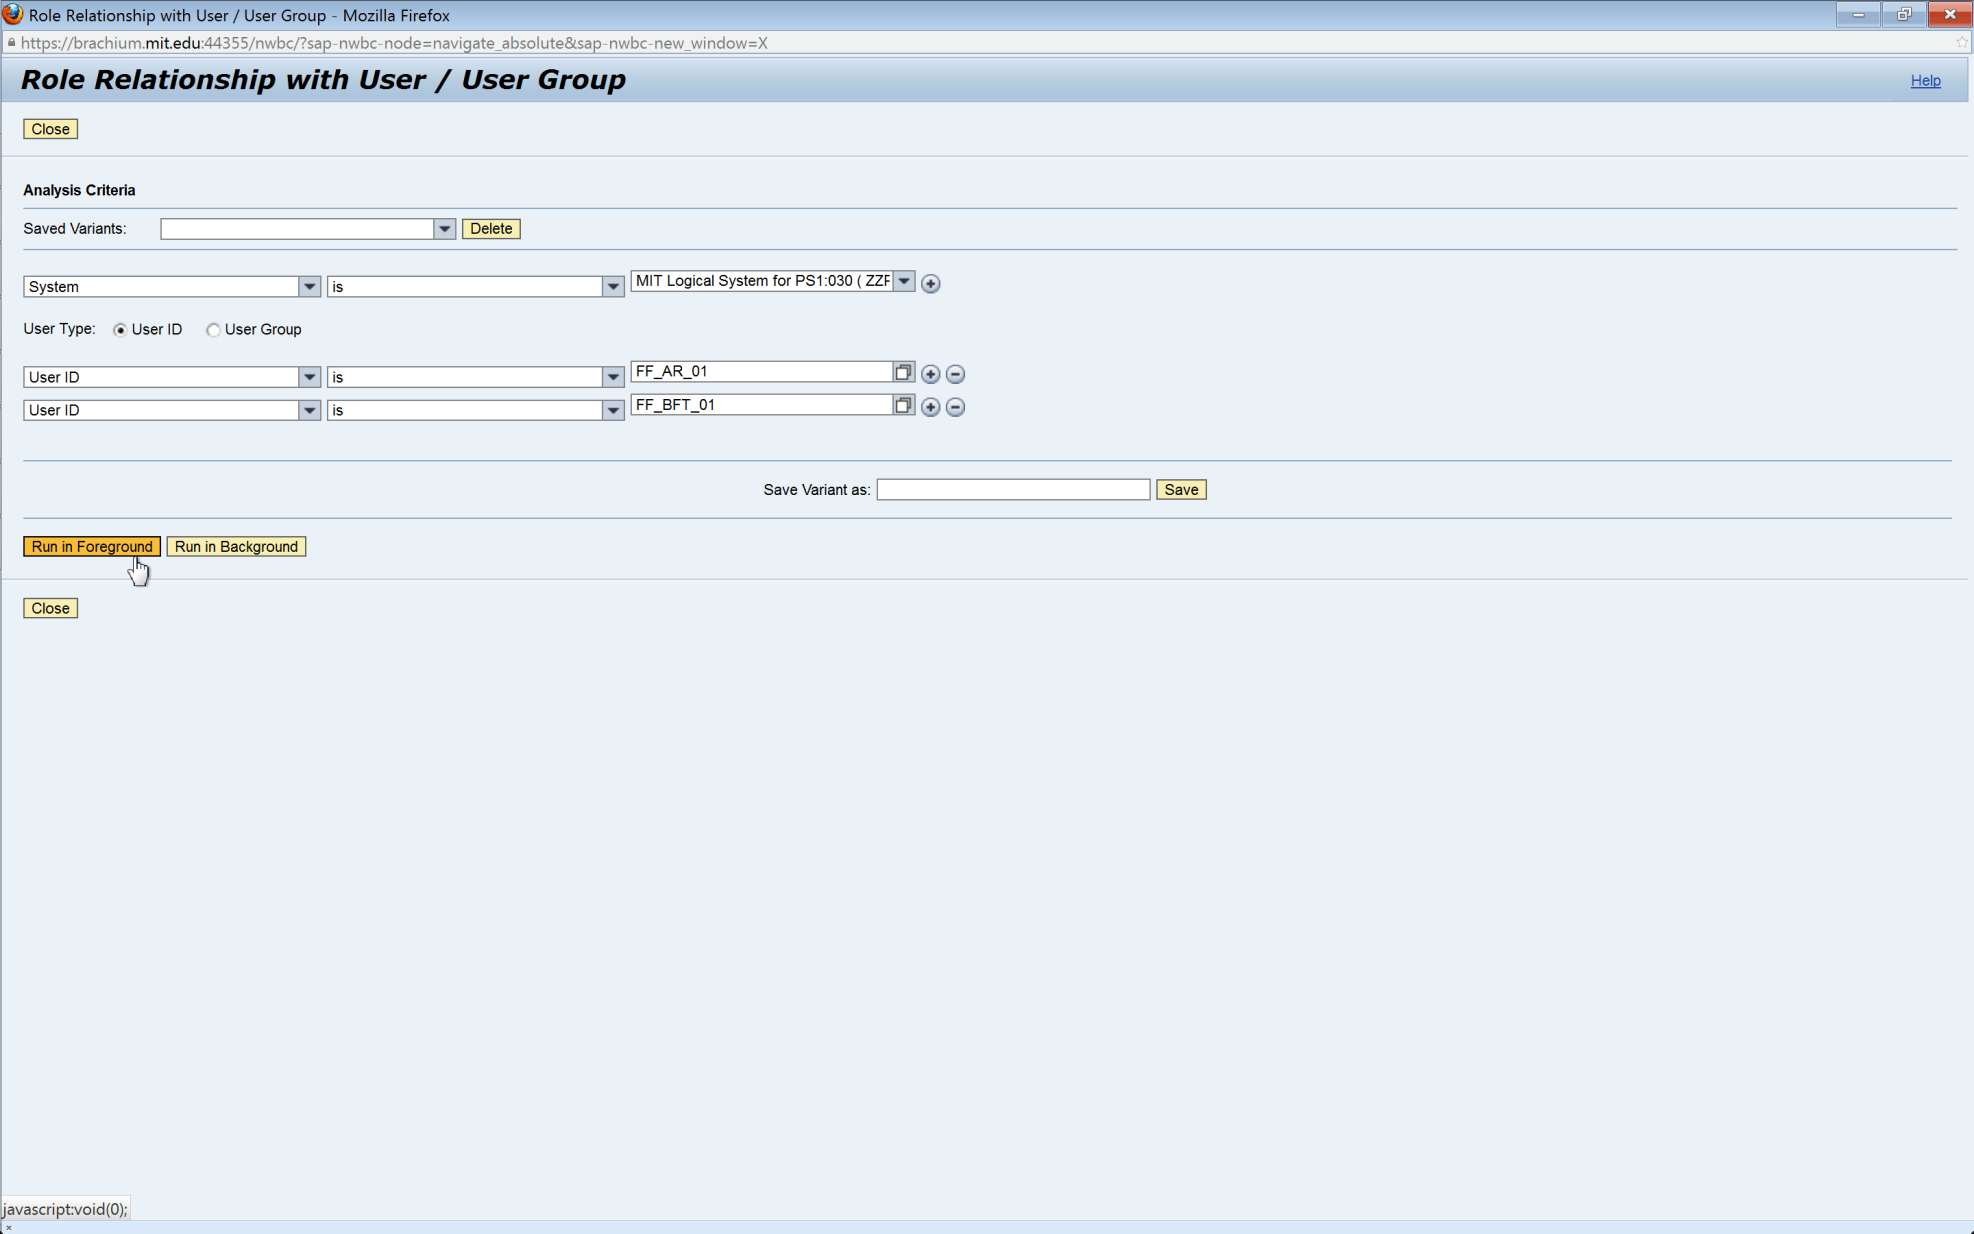 Role Relationship with User / User Group - Mozilla Firefox
https://brachium.mit.edu:44355/nwbc/?sap-nwbc-node=navigate_absolute&sap-nwbc-new_window=X
Role Relationship with User / User Group
Help
Close
Analysis Criteria
Saved Variants: Delete
System is MIT Logical System for PS1:030 ( ZZF
User Type: User ID User Group
User ID is FF_AR_01
User ID is FF_BFT_01
Save Variant as: Save
Run in Foreground Run in Background
Close
javascript:void(0);